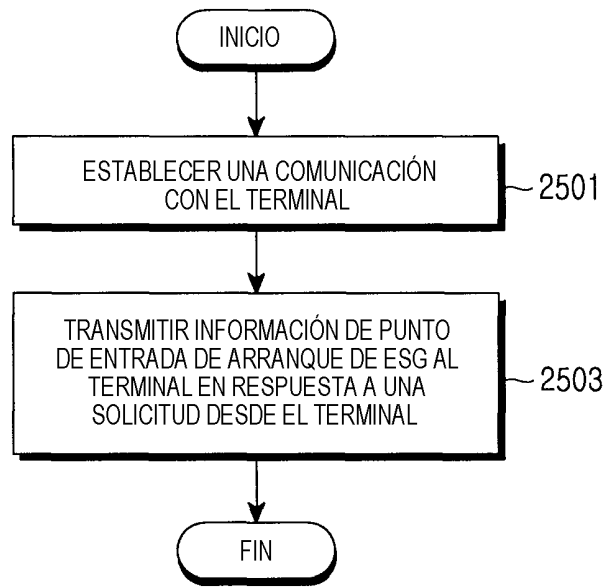 INICIO
ESTABLECER UNA COMUNICACIÓN
CON EL TERMINAL
2501
TRANSMITIR INFORMACIÓN DE PUNTO
DE ENTRADA DE ARRANQUE DE ESG AL
TERMINAL EN RESPUESTA A UNA
SOLICITUD DESDE EL TERMINAL
2503
FIN